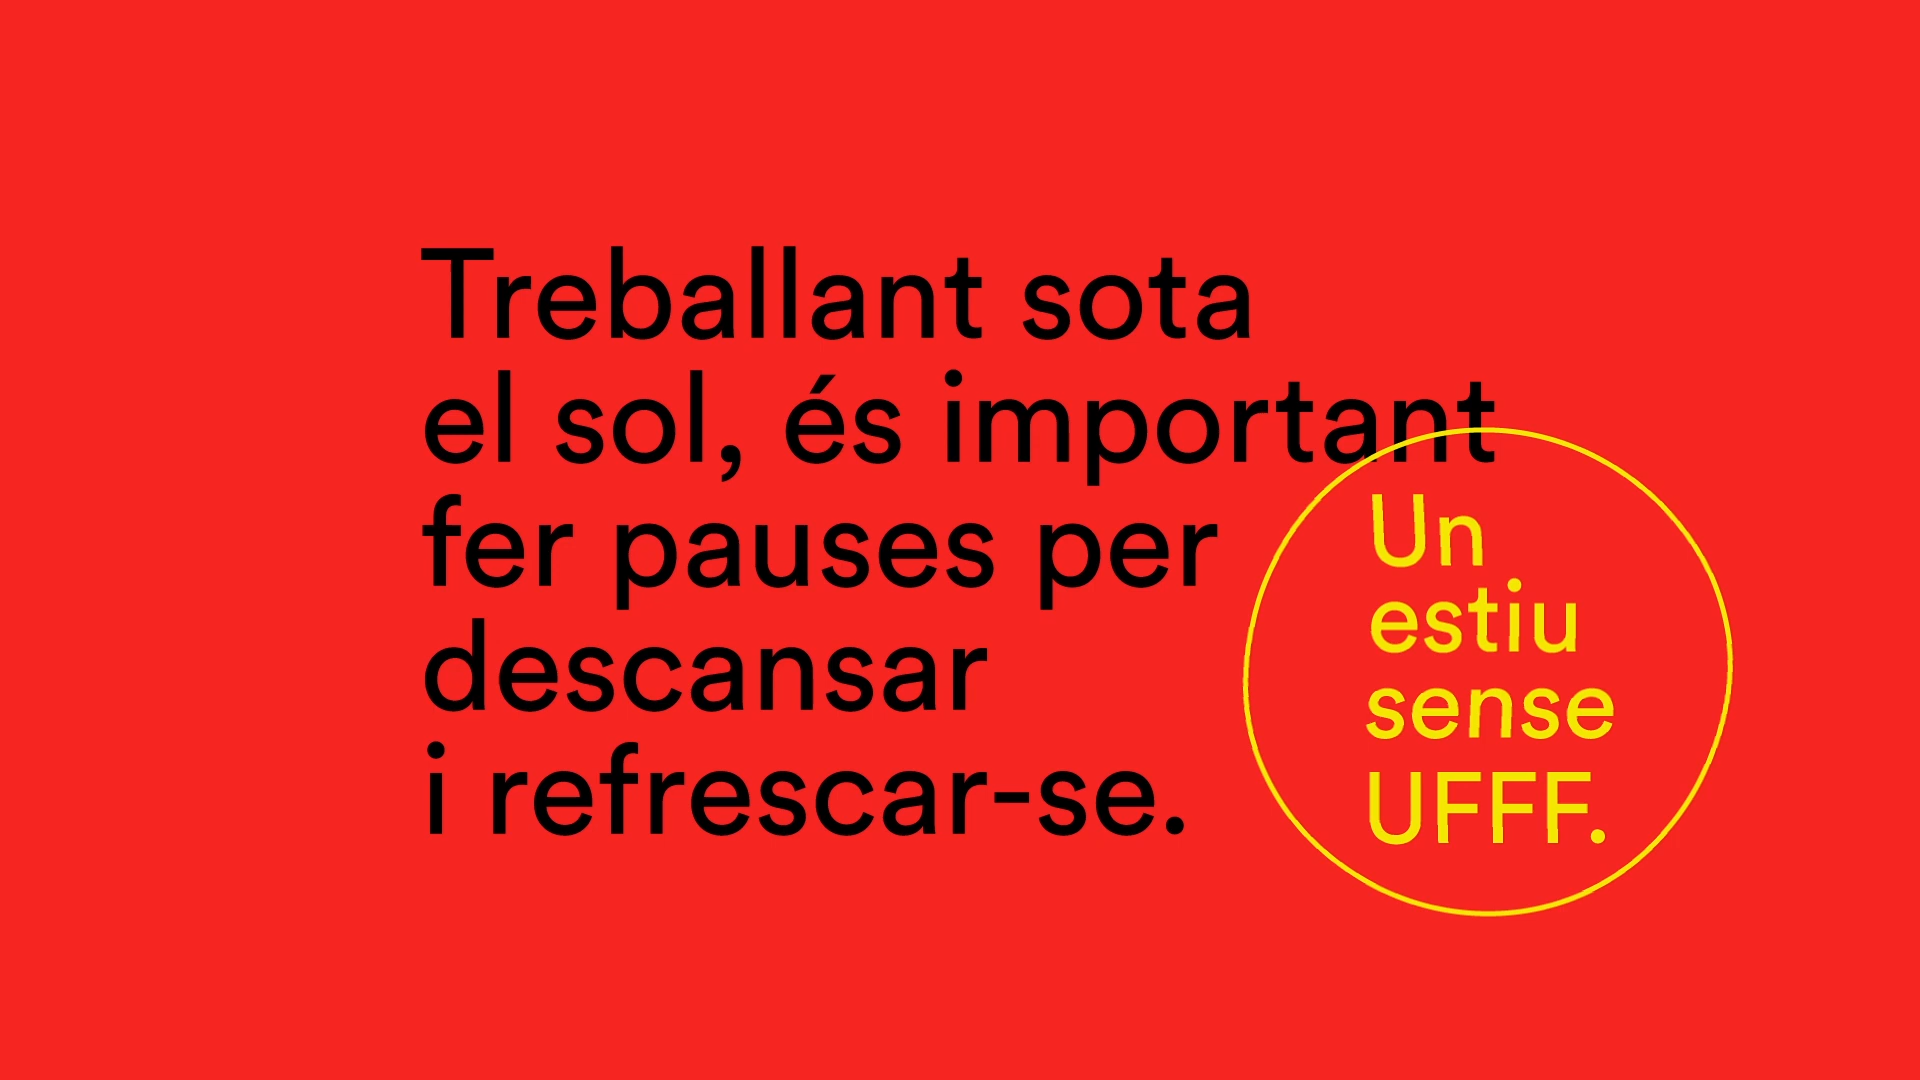 Treballant sota
el sol, és important
fer pauses per
descansar
i refrescar-se.
Un
estiu
sense
UFFF.